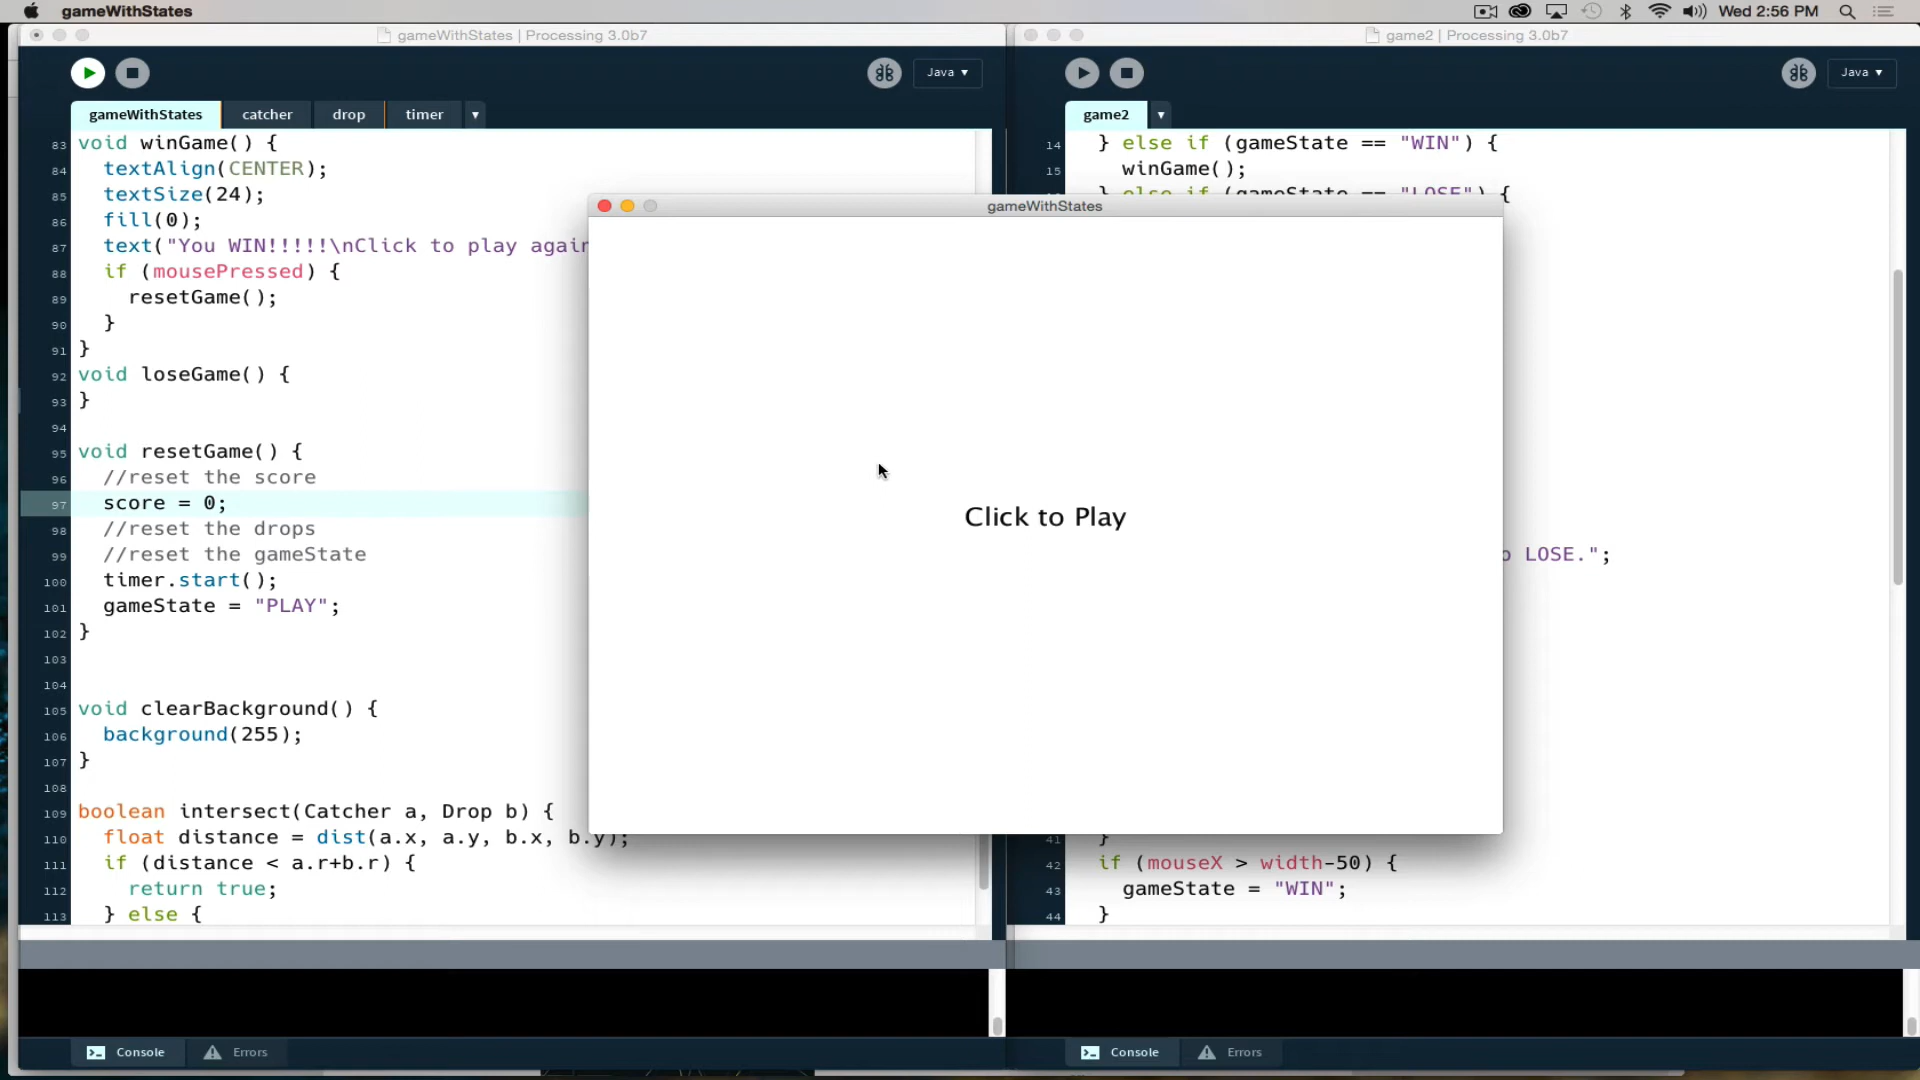 gameWithStates
Wed 2:56 PM
gameWithStates | Processing 3.0b7
Java ▾
gameWithStates catcher drop timer ▾
83 void winGame() {
84 textAlign(CENTER);
85 textSize(24);
86 fill(0);
87 text("You WIN!!!!!\nClick to play again
88 if (mousePressed) {
89 resetGame();
90 }
91 }
92 void loseGame() {
93 }
94
95 void resetGame() {
96 //reset the score
97 score = 0;
98 //reset the drops
99 //reset the gameState
100 timer.start();
101 gameState = "PLAY";
102 }
103
104
105 void clearBackground() {
106 background(255);
107 }
108
109 boolean intersect(Catcher a, Drop b) {
110 float distance = dist(a.x, a.y, b.x, b.y);
111 if (distance < a.r+b.r) {
112 return true;
113 } else {
Console Errors
gameWithStates
Click to Play
game2 | Processing 3.0b7
Java ▾
game2 ▾
14 } else if (gameState == "WIN") {
15 winGame();
} else if (gameState == "LOSE") {
LOSE.";
41 }
42 if (mouseX > width-50) {
43 gameState = "WIN";
44 }
Console Errors